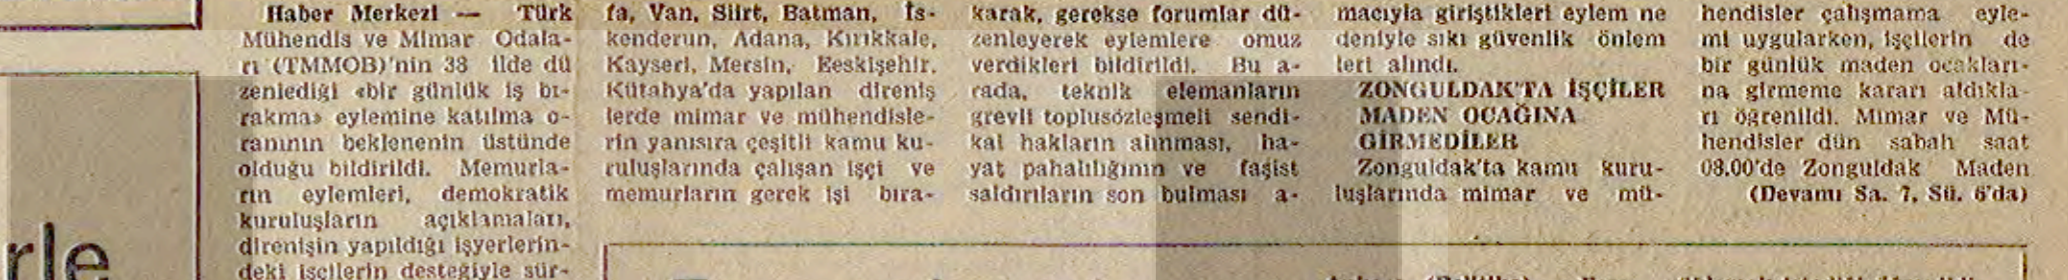 Haber Merkezi — Türk
Mühendis ve Mimar Odala-
rı (TMMOB)'nin 38 ilde dü
zenlediği «bir günlük iş bı-
rakma» eylemine katılma o-
ranının beklenenin üstünde
olduğu bildirildi. Memurla-
rın eylemleri, demokratik
kuruluşların açıklamaları,
direnişin yapıldığı işyerlerin-
deki işçilerin desteğiyle sür-
fa, Van, Siirt, Batman, İs-
kenderun, Adana, Kırıkkale,
Kayseri, Mersin, Eeskişehir.
Kütahya'da yapılan direniş
lerde mimar ve mühendisle-
rin yanısıra çeşitli kamu ku-
ruluşlarında çalışan işçi ve
memurların gerek işi bıra-
karak, gerekse forumlar dü-
zenleyerek eylemlere omuz
verdikleri bildirildi. Bu a-
rada, teknik elemanların
grevli toplusözleşmeli sendi-
kal hakların alınması, ha-
yat pahalılığının ve faşist
saldırıların son bulması a-
macıyla giriştikleri eylem ne
deniyle sıkı güvenlik önlem
leri alındı.
ZONGULDAK'TA İŞÇİLER
MADEN OCAĞINA
GİRMEDİLER
Zonguldak'ta kamu kuru-
luşlarında mimar ve mü-
hendisler çalışmama eyle-
mi uygularken, işçilerin de
bir günlük maden ocakları-
na girmeme kararı aldıkla-
rı öğrenildi. Mimar ve Mü-
hendisler dün sabah saat
08.00'de Zonguldak Maden
(Devamı Sa. 7, Sü. 6'da)
rle